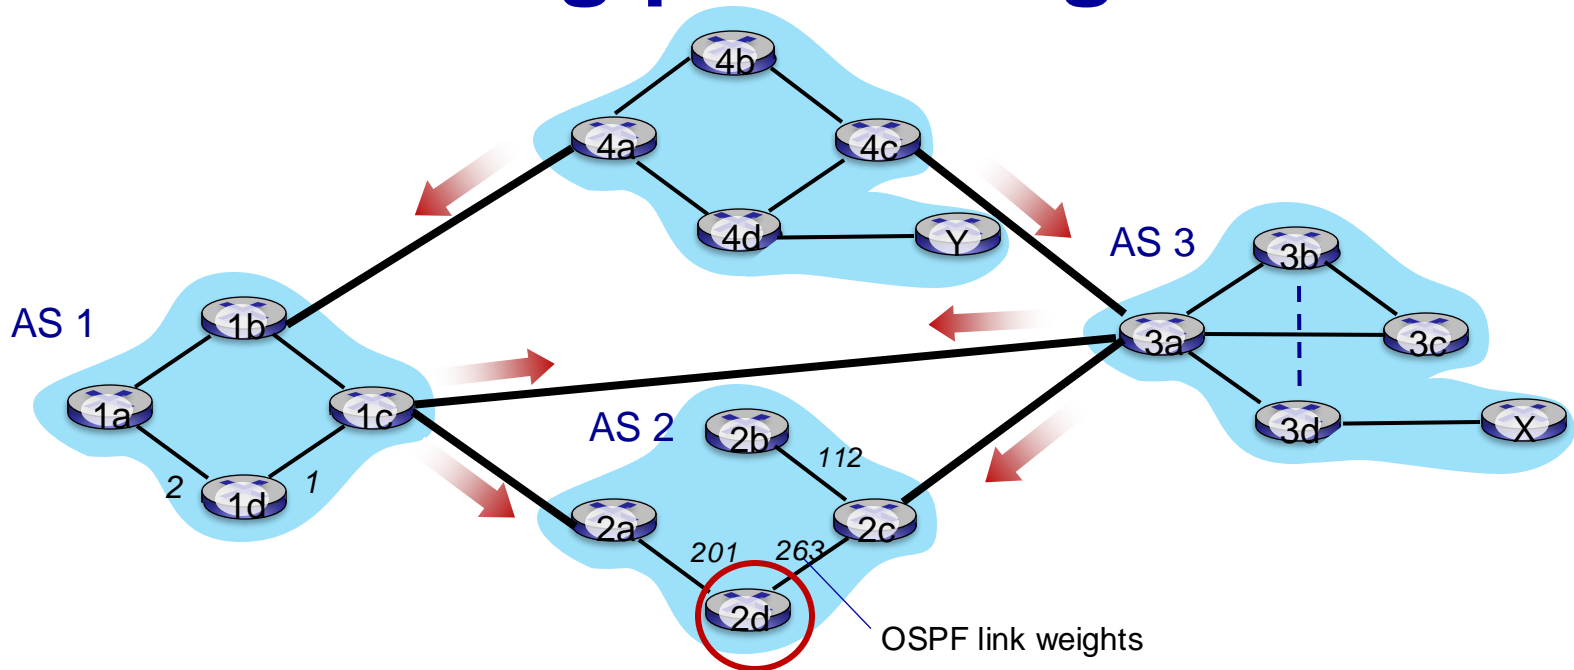 4b
4a
4c
4d
Y
AS 3
3b
AS 1
1b
3a
3c
1a
1c
AS 2
2b
3d
X
112
2
1d
1
2a
2c
201
263
2d
OSPF link weights